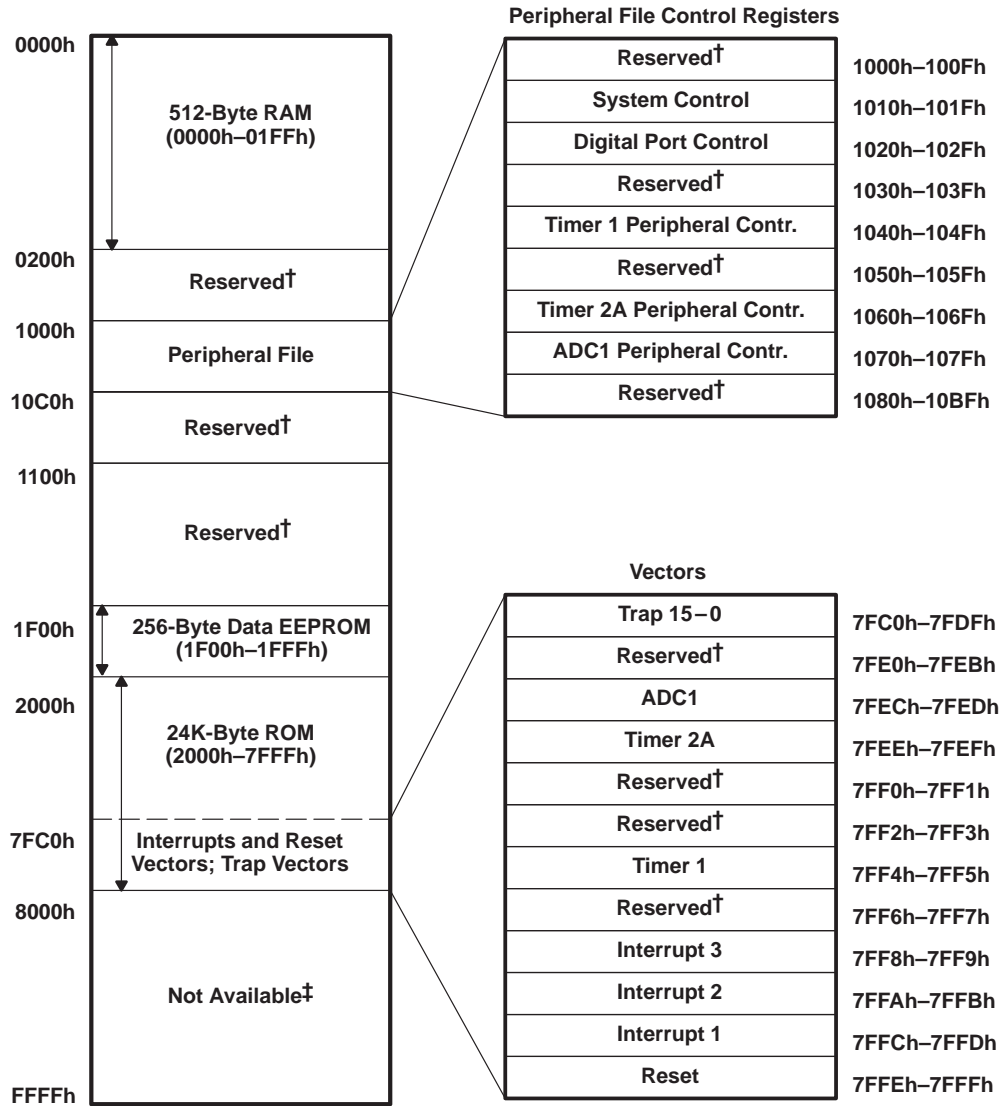 Peripheral File Control Registers
0000h
512-Byte RAM
(0000h–01FFh)
0200h
Reserved†
1000h
Peripheral File
10C0h
Reserved†
1100h
Reserved†
1F00h
256-Byte Data EEPROM
(1F00h–1FFFh)
2000h
24K-Byte ROM
(2000h–7FFFh)
7FC0h
Interrupts and Reset
Vectors; Trap Vectors
8000h
Not Available‡
FFFFh
Reserved† 1000h–100Fh
System Control 1010h–101Fh
Digital Port Control 1020h–102Fh
Reserved† 1030h–103Fh
Timer 1 Peripheral Contr. 1040h–104Fh
Reserved† 1050h–105Fh
Timer 2A Peripheral Contr. 1060h–106Fh
ADC1 Peripheral Contr. 1070h–107Fh
Reserved† 1080h–10BFh
Vectors
Trap 15–0 7FC0h–7FDFh
Reserved† 7FE0h–7FEBh
ADC1 7FECh–7FEDh
Timer 2A 7FEEh–7FEFh
Reserved† 7FF0h–7FF1h
Reserved† 7FF2h–7FF3h
Timer 1 7FF4h–7FF5h
Reserved† 7FF6h–7FF7h
Interrupt 3 7FF8h–7FF9h
Interrupt 2 7FFAh–7FFBh
Interrupt 1 7FFCh–7FFDh
Reset 7FFEh–7FFFh